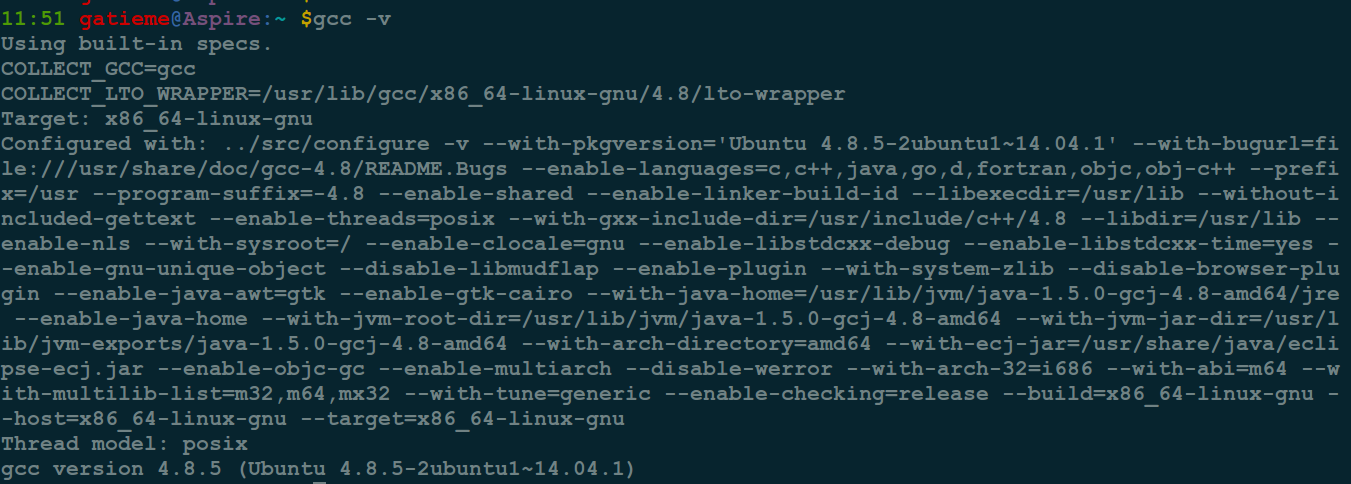 11:51 gatieme@Aspire:~ $gcc -v
Using built-in specs.
COLLECT_GCC=gcc
COLLECT_LTO_WRAPPER=/usr/lib/gcc/x86_64-linux-gnu/4.8/lto-wrapper
Target: x86_64-linux-gnu
Configured with: ../src/configure -v --with-pkgversion='Ubuntu 4.8.5-2ubuntu1~14.04.1' --with-bugurl=fi
le:///usr/share/doc/gcc-4.8/README.Bugs --enable-languages=c,c++,java,go,d,fortran,objc,obj-c++ --prefi
x=/usr --program-suffix=-4.8 --enable-shared --enable-linker-build-id --libexecdir=/usr/lib --without-i
ncluded-gettext --enable-threads=posix --with-gxx-include-dir=/usr/include/c++/4.8 --libdir=/usr/lib --
enable-nls --with-sysroot=/ --enable-clocale=gnu --enable-libstdcxx-debug --enable-libstdcxx-time=yes -
-enable-gnu-unique-object --disable-libmudflap --enable-plugin --with-system-zlib --disable-browser-plu
gin --enable-java-awt=gtk --enable-gtk-cairo --with-java-home=/usr/lib/jvm/java-1.5.0-gcj-4.8-amd64/jre
 --enable-java-home --with-jvm-root-dir=/usr/lib/jvm/java-1.5.0-gcj-4.8-amd64 --with-jvm-jar-dir=/usr/l
ib/jvm-exports/java-1.5.0-gcj-4.8-amd64 --with-arch-directory=amd64 --with-ecj-jar=/usr/share/java/ecli
pse-ecj.jar --enable-objc-gc --enable-multiarch --disable-werror --with-arch-32=i686 --with-abi=m64 --w
ith-multilib-list=m32,m64,mx32 --with-tune=generic --enable-checking=release --build=x86_64-linux-gnu -
-host=x86_64-linux-gnu --target=x86_64-linux-gnu
Thread model: posix
gcc version 4.8.5 (Ubuntu 4.8.5-2ubuntu1~14.04.1)